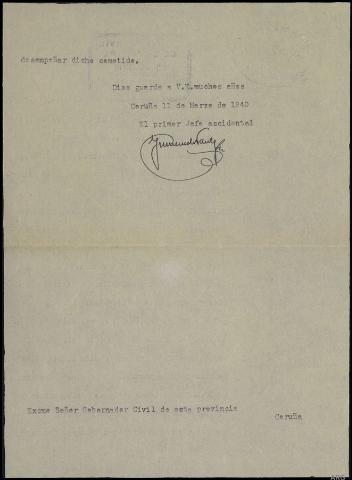 desempeñar dicho cometido.
Dios guarde a V.E.muchos años
Coruña 11 de Marzo de 1940
El primer Jefe accidental
Excmo Señor Gobernador Civil de esta provincia
Coruña